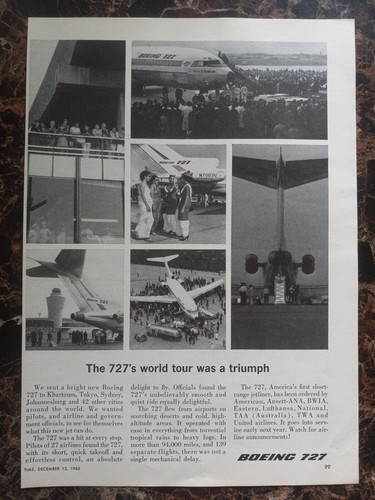 BOEING 727
727
N7003U
The 727's world tour was a triumph
We sent a bright new Boeing
727 to Khartoum, Tokyo, Sydney,
Johannesburg and 42 other cities
around the world. We wanted
pilots, and airline and govern-
ment officials, to see for themselves
what this new jet can do.
The 727 was a hit at every stop.
Pilots of 27 airlines found the 727,
with its short, quick takeoff and
effortless control, an absolute
delight to fly. Officials found the
727's unbelievably smooth and
quiet ride equally delightful.
The 727 flew from airports on
scorching deserts and cold, high-
altitude areas. It operated with
ease in everything from torrential
tropical rains to heavy fogs. In
more than 94,000 miles, and 139
separate flights, there was not a
single mechanical delay.
The 727, America's first short-
range jetliner, has been ordered by
American, Ansett-ANA, BWIA,
Eastern, Lufthansa, National,
TAA (Australia), TWA and
United airlines. It goes into serv-
ice early next year. Watch for air-
line announcements!
BOEING 727
TIME, DECEMBER 13, 1963
99